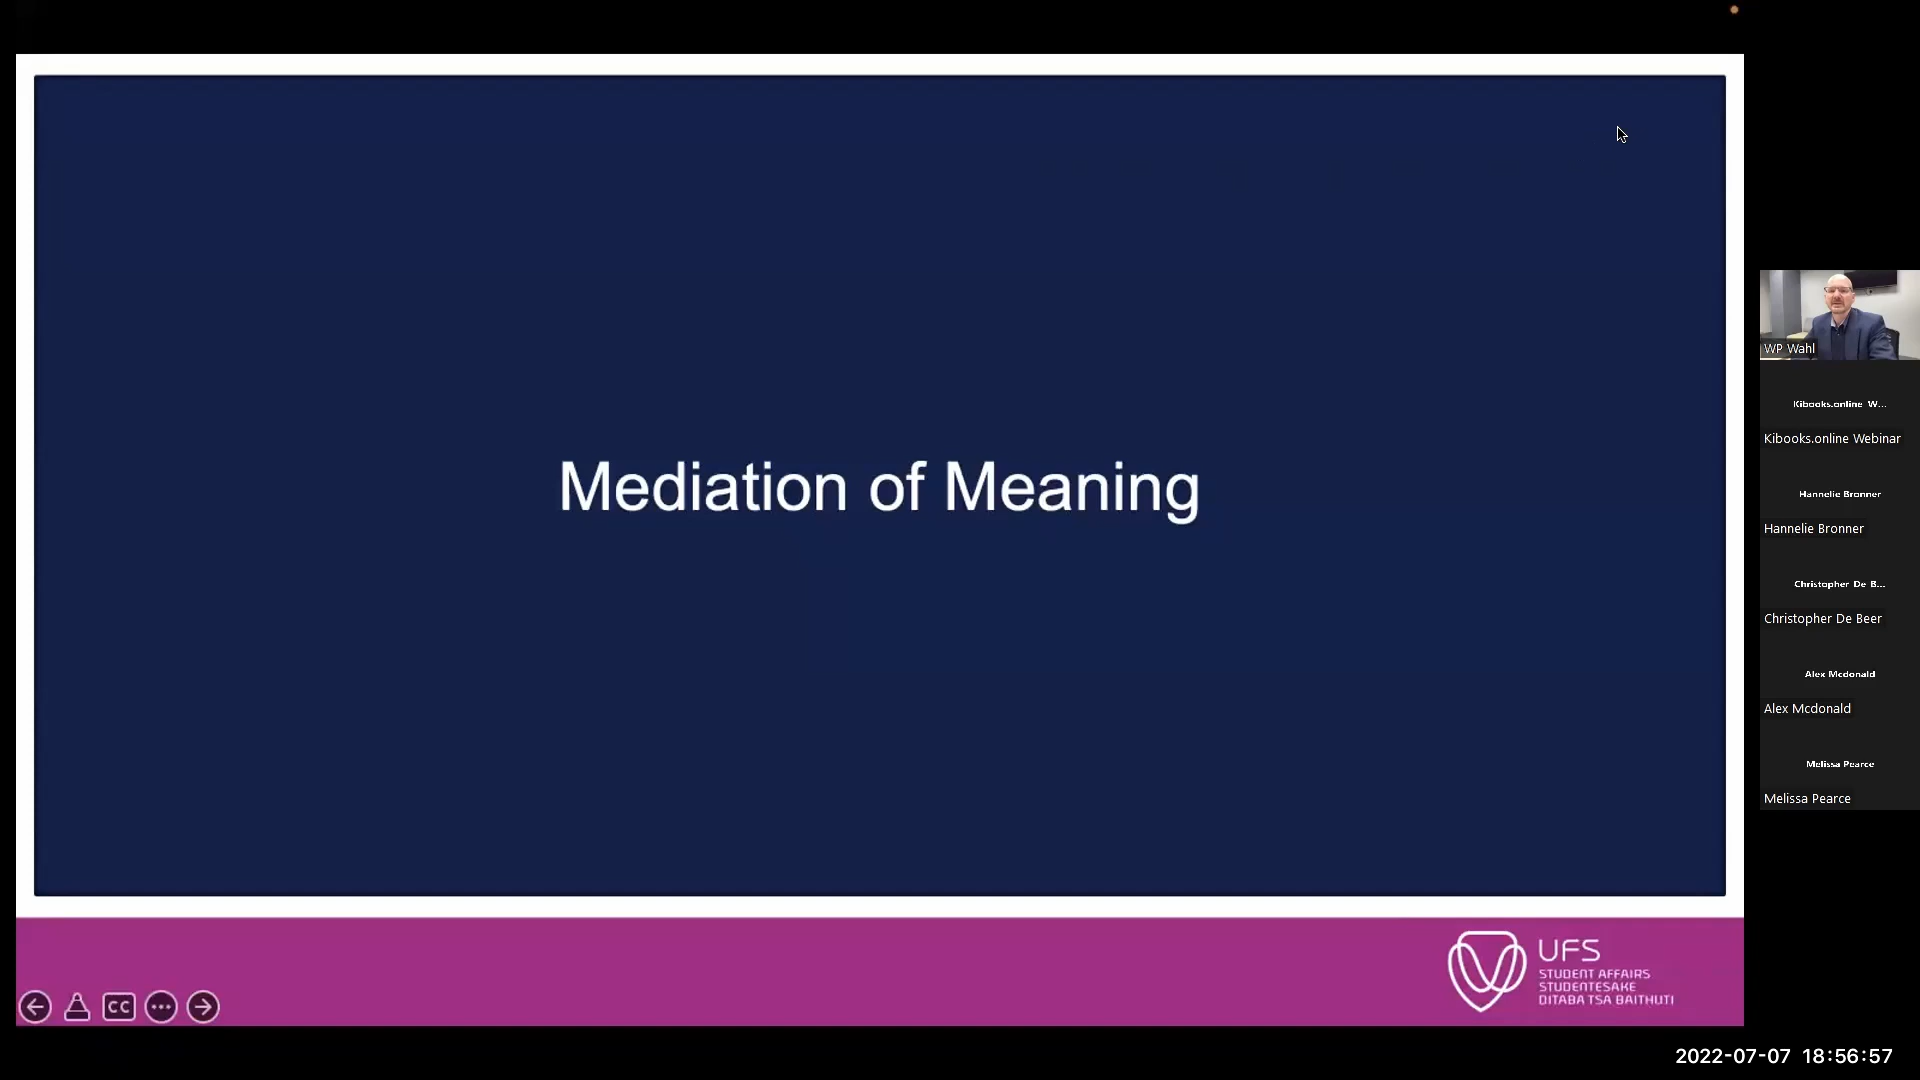 Mediation of Meaning
WP Wahl
Kibooks.online W...
Kibooks.online Webinar
Hannelie Bronner
Hannelie Bronner
Christopher De B...
Christopher De Beer
Alex Mcdonald
Alex Mcdonald
Melissa Pearce
Melissa Pearce
UFS
STUDENT AFFAIRS
STUDENTESAKE
DITABA TSA BAITHUTI
CC
2022-07-07 18:56:57